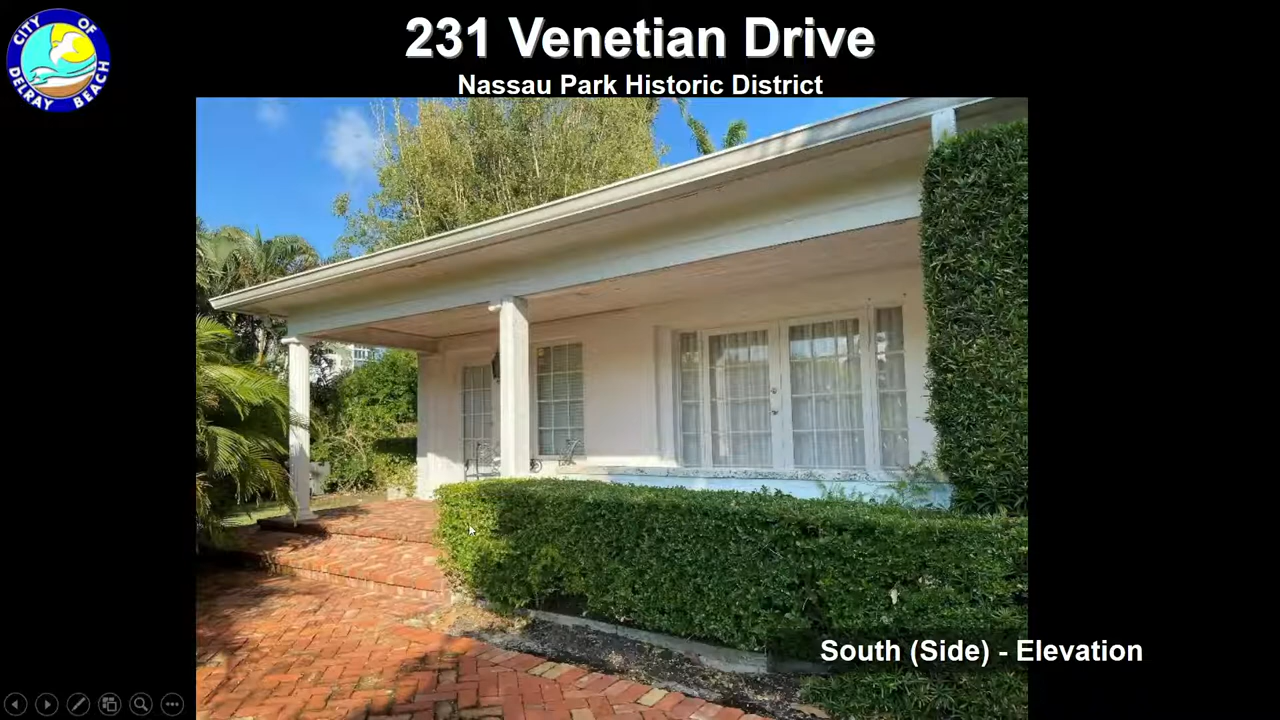 CITY OF
DELRAY BEACH
231 Venetian Drive
Nassau Park Historic District
South (Side) - Elevation